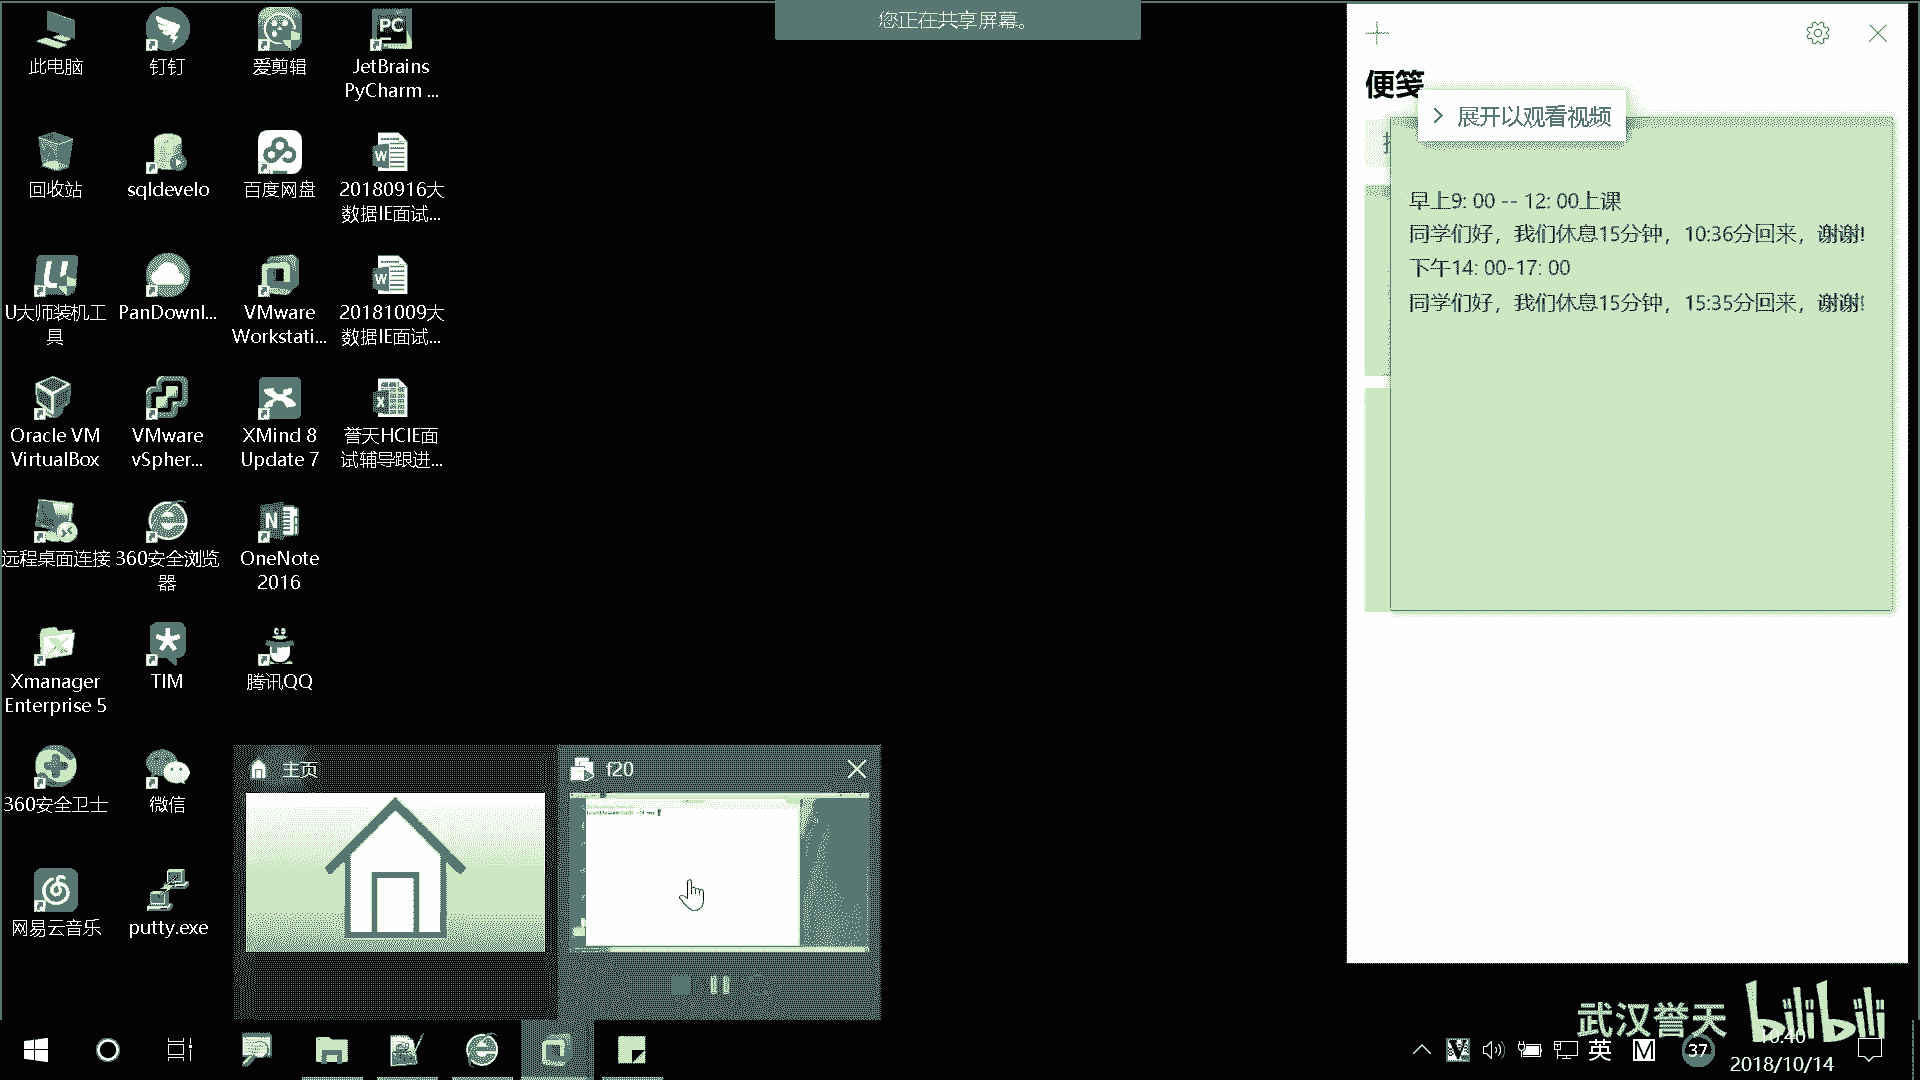 您正在共享屏幕。
此电脑
钉钉
爱剪辑
JetBrains
PyCharm ...
回收站
sqldevelo
百度网盘
20180916大
数据IE面试...
U大师装机工
具
PanDownl...
VMware
Workstati...
20181009大
数据IE面试...
Oracle VM
VirtualBox
VMware
vSpher...
XMind 8
Update 7
誉天HCIE面
试辅导跟进...
远程桌面连接
360安全浏览
器
OneNote
2016
Xmanager
Enterprise 5
TIM
腾讯QQ
360安全卫士
微信
网易云音乐
putty.exe
主页
f20
便笺
展开以观看视频
早上9: 00 -- 12: 00上课
同学们好，我们休息15分钟，10:36分回来，谢谢!
下午14: 00-17: 00
同学们好，我们休息15分钟，15:35分回来，谢谢!
武汉誉天
bilibili
英
M
37
10:40
2018/10/14